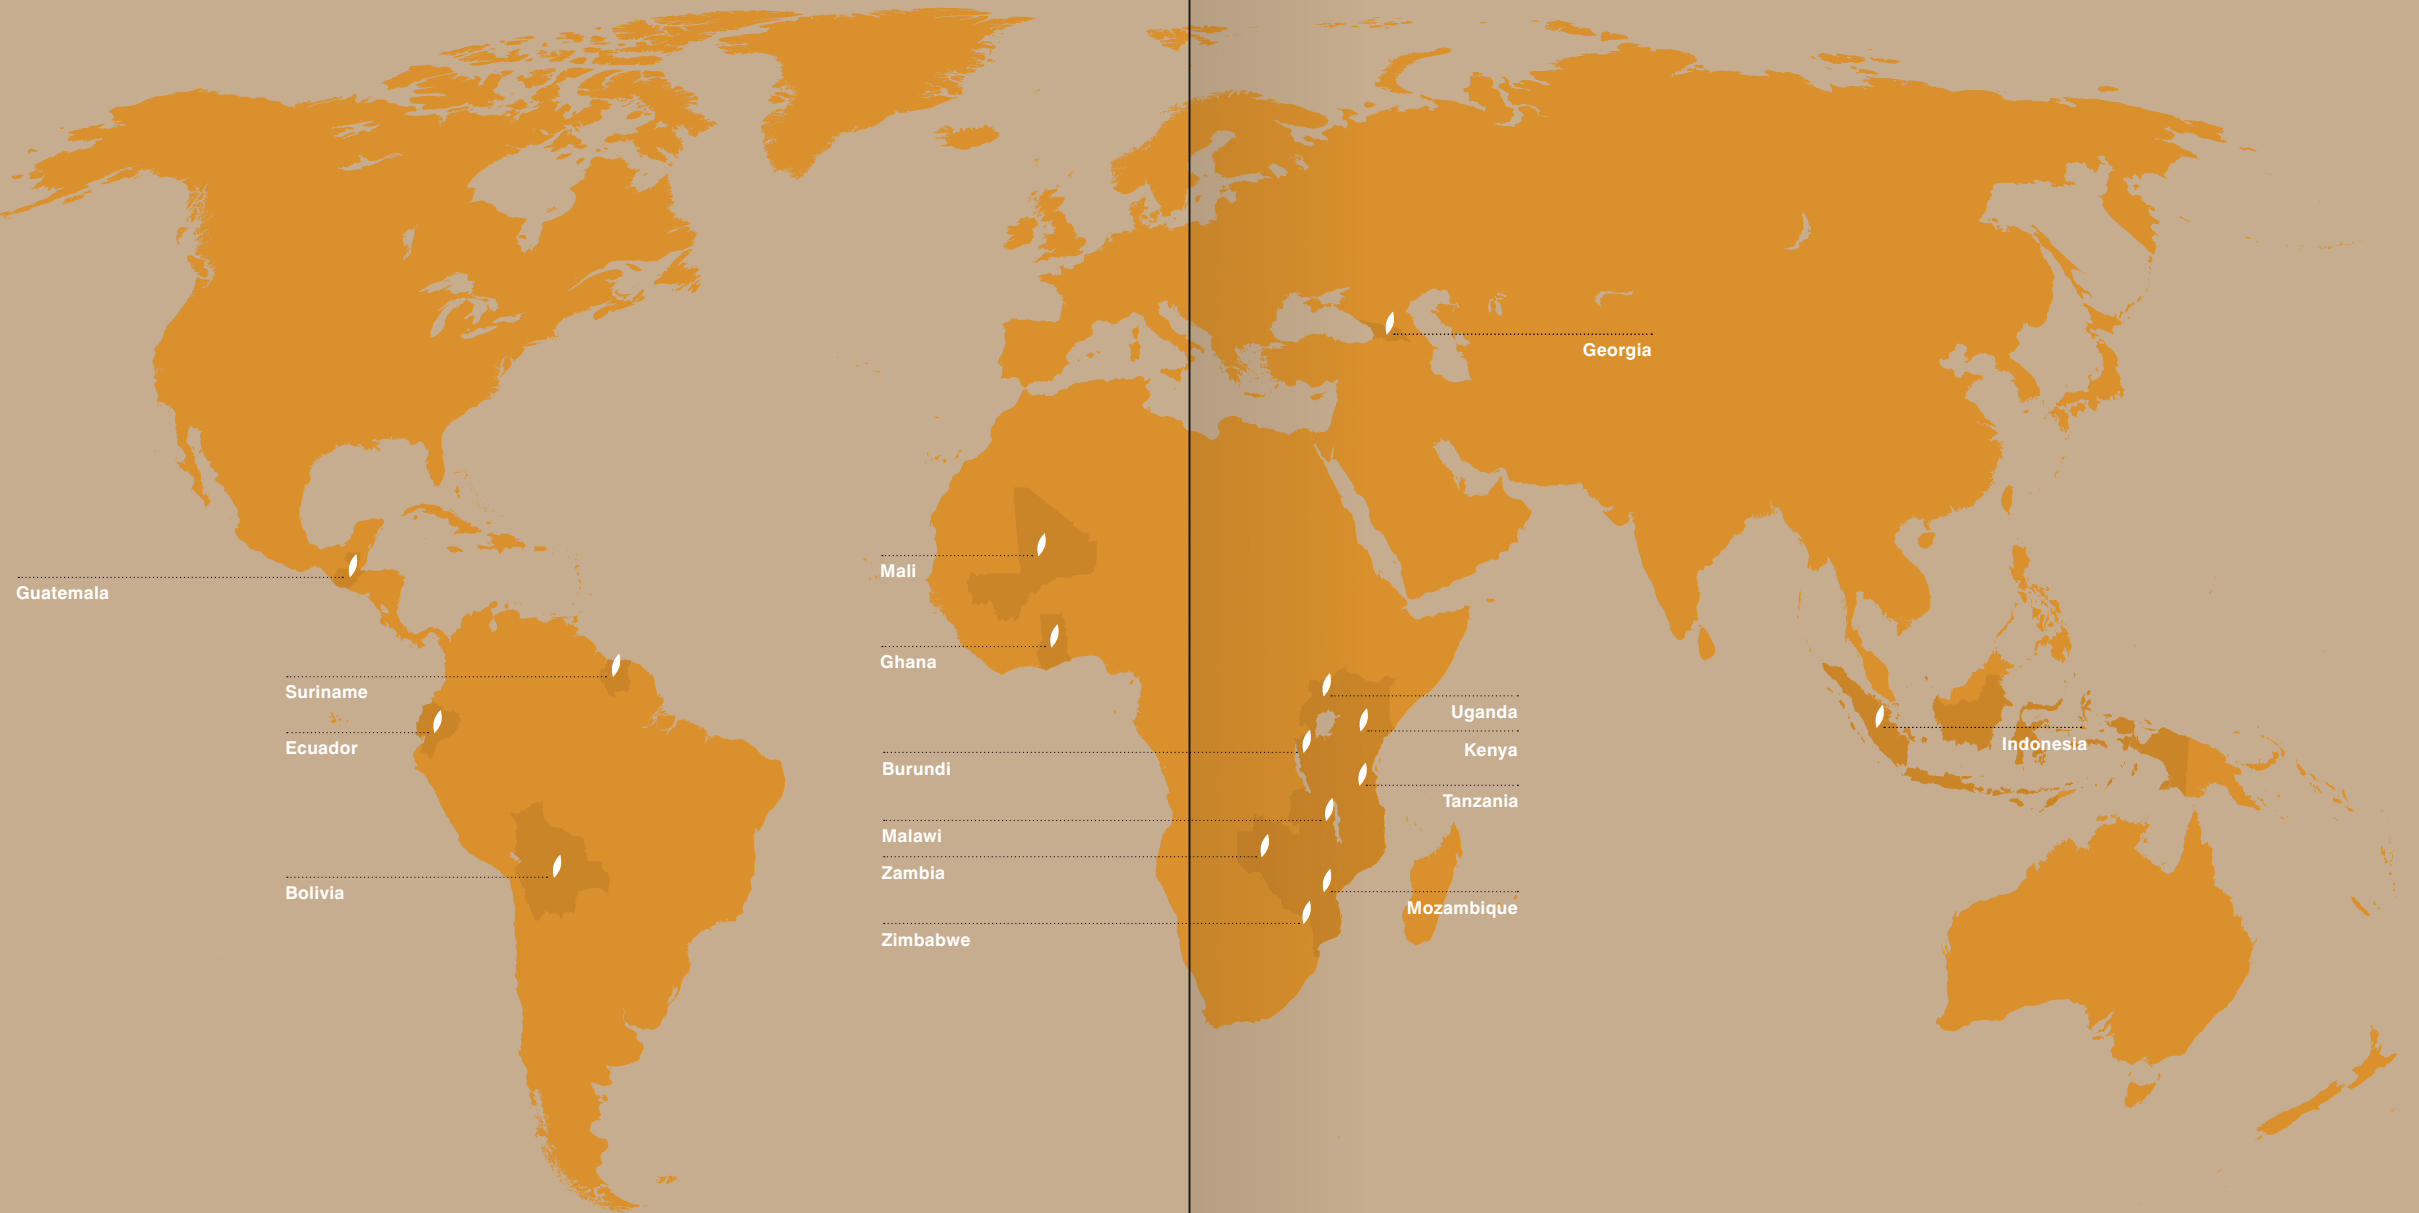 Georgia
Mali
Guatemala
Ghana
Suriname
Uganda
Ecuador
Kenya
Indonesia
Burundi
Tanzania
Malawi
Zambia
Bolivia
Mozambique
Zimbabwe